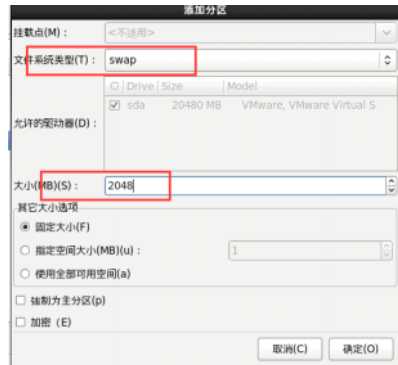 添加分区
挂载点(M)： <不适用>
文件系统类型(T)： swap
Drive Size Model
sda 20480 MB VMware, VMware Virtual S
允许的驱动器(D)：
大小(MB)(S)： 2048
其它大小选项
固定大小(F)
指定空间大小(MB)(u)： 1
使用全部可用空间(a)
强制为主分区(p)
加密 (E)
取消(C) 确定(O)